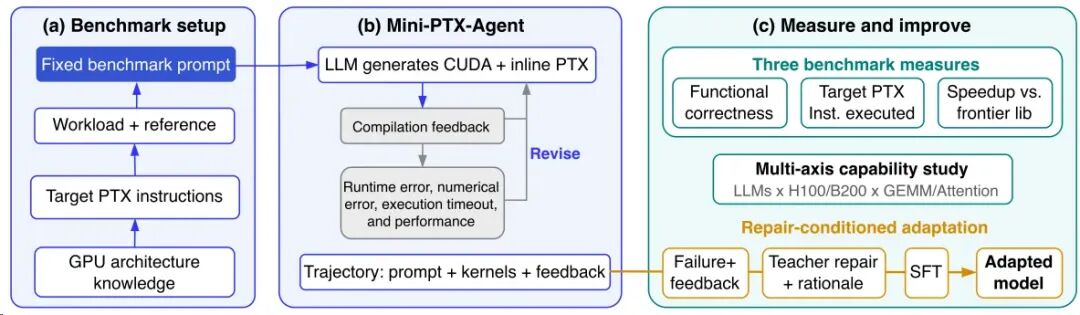 (a) Benchmark setup
Fixed benchmark prompt
Workload + reference
Target PTX instructions
GPU architecture
knowledge
(b) Mini-PTX-Agent
LLM generates CUDA + inline PTX
Compilation feedback
Revise
Runtime error, numerical
error, execution timeout,
and performance
Trajectory: prompt + kernels + feedback
(c) Measure and improve
Three benchmark measures
Functional
correctness
Target PTX
Inst. executed
Speedup vs.
frontier lib
Multi-axis capability study
LLMs x H100/B200 x GEMM/Attention
Repair-conditioned adaptation
Failure+
feedback
Teacher repair
+ rationale
SFT
Adapted
model